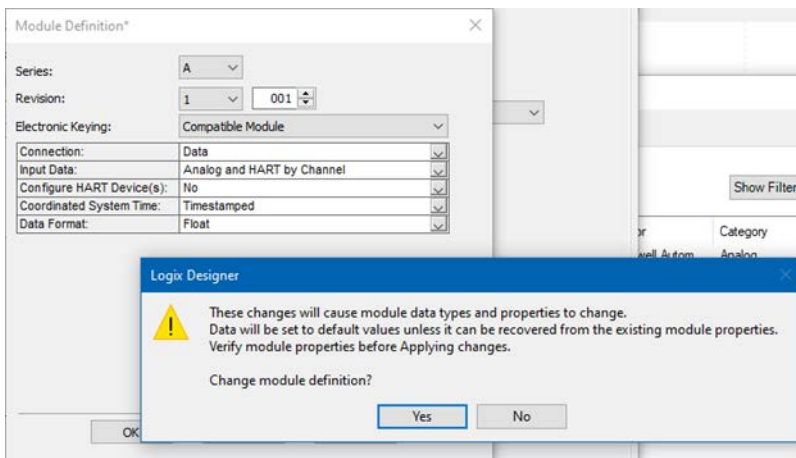 Module Definition*
Series: A
Revision: 1 001
Electronic Keying: Compatible Module
Connection: Data
Input Data: Analog and HART by Channel
Configure HART Device(s): No
Coordinated System Time: Timestamped
Data Format: Float
Show Filter
or Category
well Autom Analog
Logix Designer
These changes will cause module data types and properties to change.
Data will be set to default values unless it can be recovered from the existing module properties.
Verify module properties before Applying changes.
Change module definition?
Yes No
OK